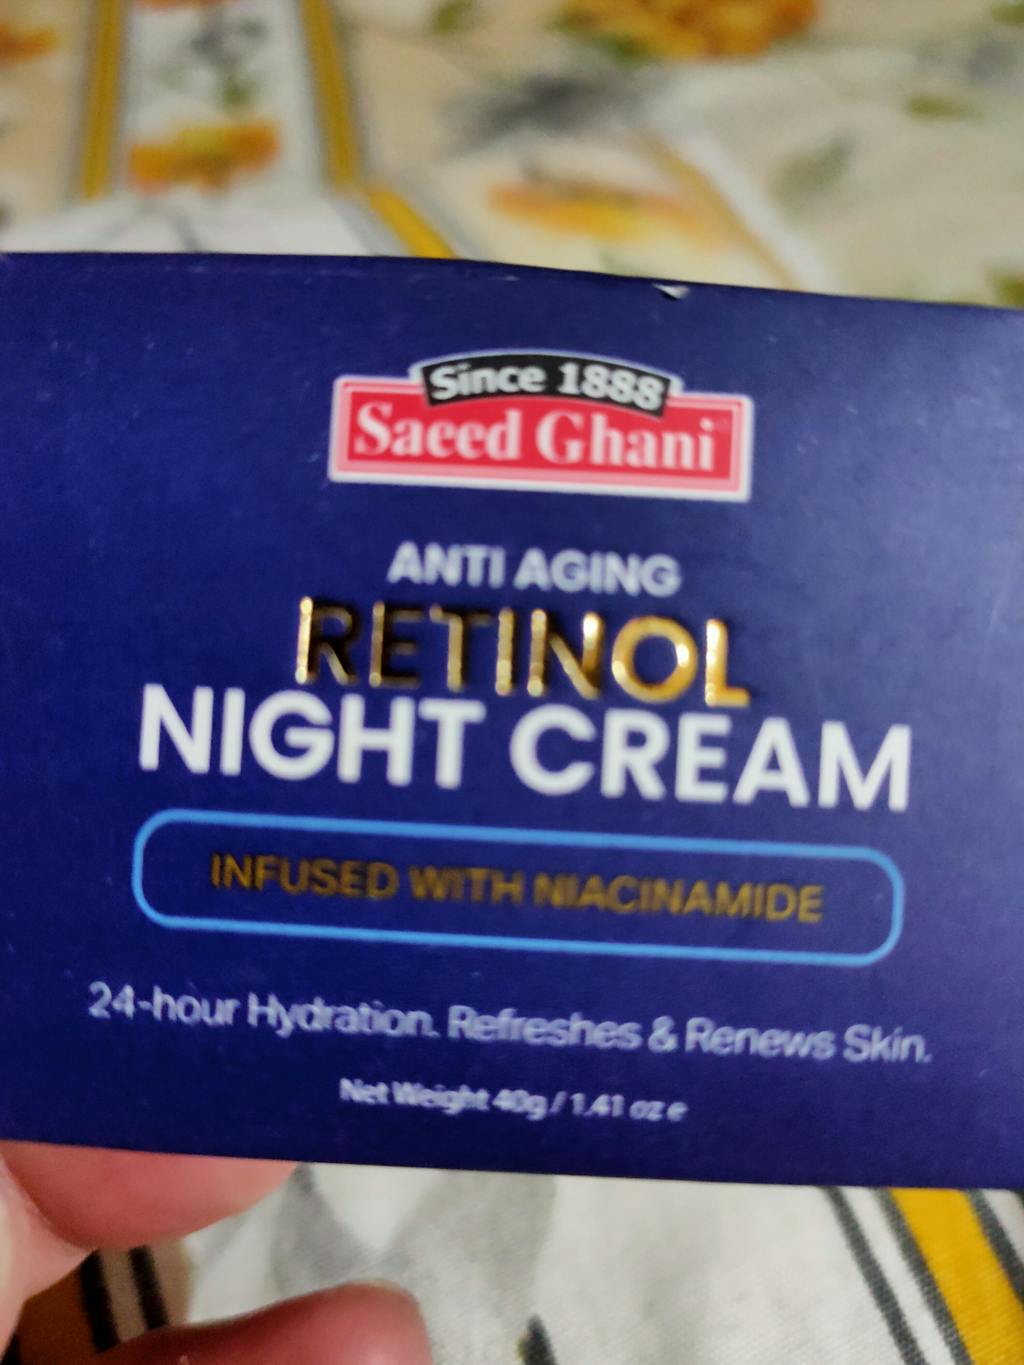 Since 1888
Saeed Ghani
ANTI AGING
RETINOL
NIGHT CREAM
INFUSED WITH NIACINAMIDE
24-hour Hydration. Refreshes & Renews Skin.
Net Weight 40g / 1.41 oz e